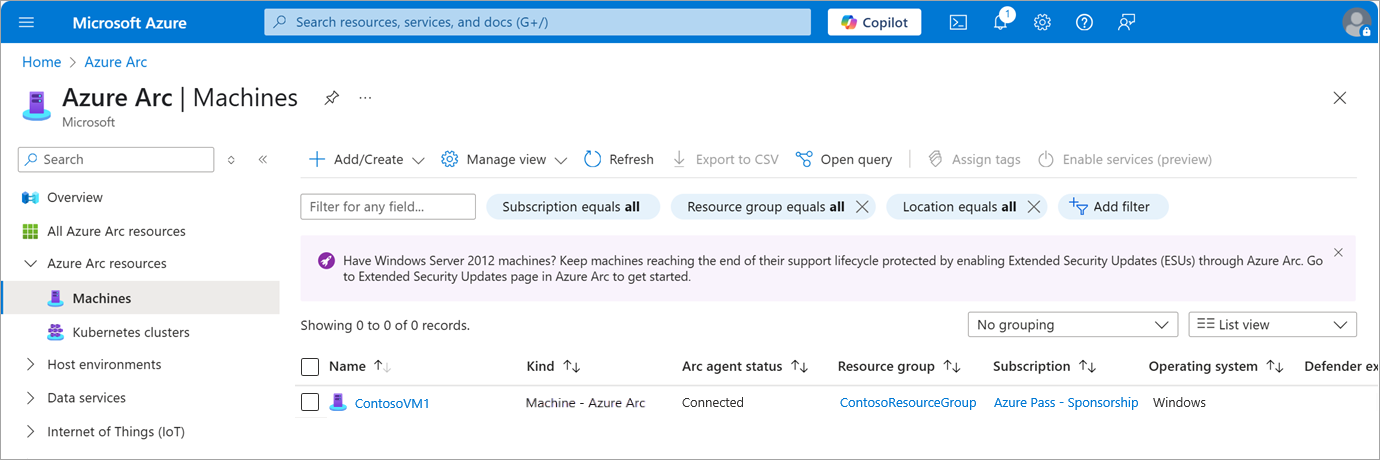 Microsoft Azure
Search resources, services, and docs (G+/)
Copilot
1
Home > Azure Arc
Azure Arc | Machines
...
Microsoft
Search
«
Add/Create
Manage view
Refresh
Export to CSV
Open query
Assign tags
Enable services (preview)
Overview
All Azure Arc resources
Azure Arc resources
Machines
Kubernetes clusters
Host environments
Data services
Internet of Things (IoT)
Filter for any field...
Subscription equals all
Resource group equals all
Location equals all
Add filter
Have Windows Server 2012 machines? Keep machines reaching the end of their support lifecycle protected by enabling Extended Security Updates (ESUs) through Azure Arc. Go
to Extended Security Updates page in Azure Arc to get started.
Showing 0 to 0 of 0 records.
No grouping
List view
Name Kind Arc agent status Resource group Subscription Operating system Defender ex
ContosoVM1 Machine - Azure Arc Connected ContosoResourceGroup Azure Pass - Sponsorship Windows